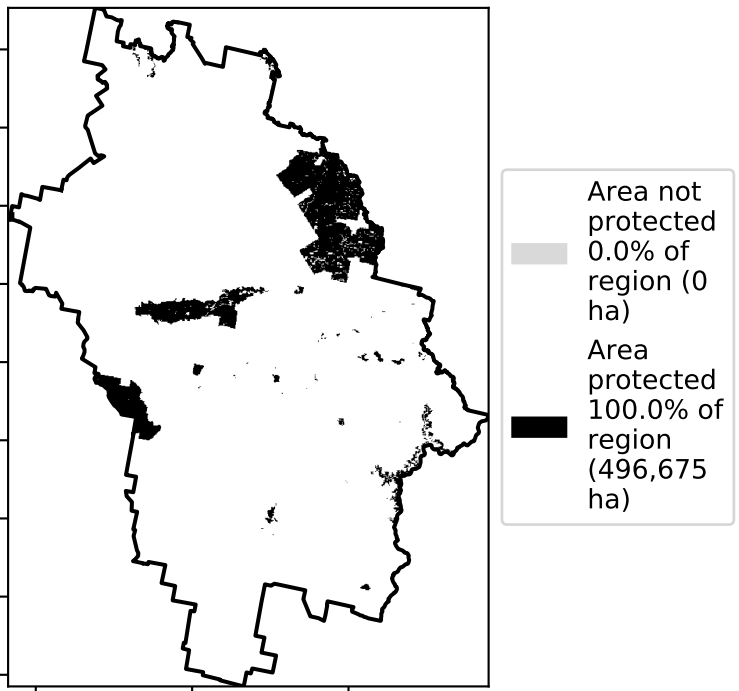 Area not
protected
0.0% of
region (0
ha)
Area
protected
100.0% of
region
(496,675
ha)